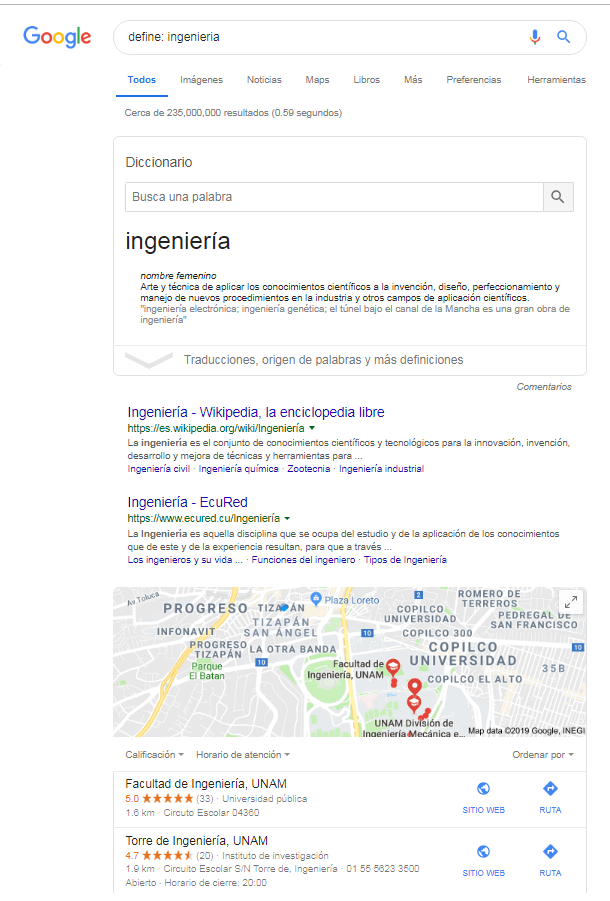 Google
define: ingenieria
Todos Imágenes Noticias Maps Libros Más Preferencias Herramientas
Cerca de 235,000,000 resultados (0.59 segundos)
Diccionario
Busca una palabra
ingeniería
nombre femenino
Arte y técnica de aplicar los conocimientos científicos a la invención, diseño, perfeccionamiento y
manejo de nuevos procedimientos en la industria y otros campos de aplicación científicos.
"ingeniería electrónica; ingeniería genética; el túnel bajo el canal de la Mancha es una gran obra de
ingeniería"
Traducciones, origen de palabras y más definiciones
Comentarios
Ingeniería - Wikipedia, la enciclopedia libre
https://es.wikipedia.org/wiki/Ingeniería
La ingeniería es el conjunto de conocimientos científicos y tecnológicos para la innovación, invención,
desarrollo y mejora de técnicas y herramientas para ...
Ingeniería civil · Ingeniería química · Zootecnia · Ingeniería industrial
Ingeniería - EcuRed
https://www.ecured.cu/Ingeniería
La Ingeniería es aquella disciplina que se ocupa del estudio y de la aplicación de los conocimientos
que de este y de la experiencia resultan, para que a través ...
Los ingenieros y su vida ... · Funciones del ingeniero · Tipos de Ingeniería
Av Toluca
PROGRESO
TIZAPÁN
Plaza Loreto
2
ROMERO DE
TERREROS
COPILCO
UNIVERSIDAD
PEDREGAL DE
SAN FRANCISCO
INFONAVIT
TIZAPÁN
SAN ÁNGEL
10
COPILCO 300
PROGRESO
TIZAPÁN
LA OTRA BANDA
COPILCO
UNIVERSIDAD
10
Parque
El Batan
10
Facultad de
Ingeniería, UNAM
35B
COPILCO EL ALTO
UNAM División de
Ingeniería Mecánica e...
Map data ©2019 Google, INEGI
Calificación Horario de atención Ordenar por
Facultad de Ingeniería, UNAM
5.0 (33) · Universidad pública
1.6 km · Circuito Escolar 04360
SITIO WEB RUTA
Torre de Ingeniería, UNAM
4.7 (20) · Instituto de investigación
1.9 km · Circuito Escolar S/N Torre de, Ingeniería · 01 55 5623 3500
Abierto · Horario de cierre: 20:00
SITIO WEB RUTA